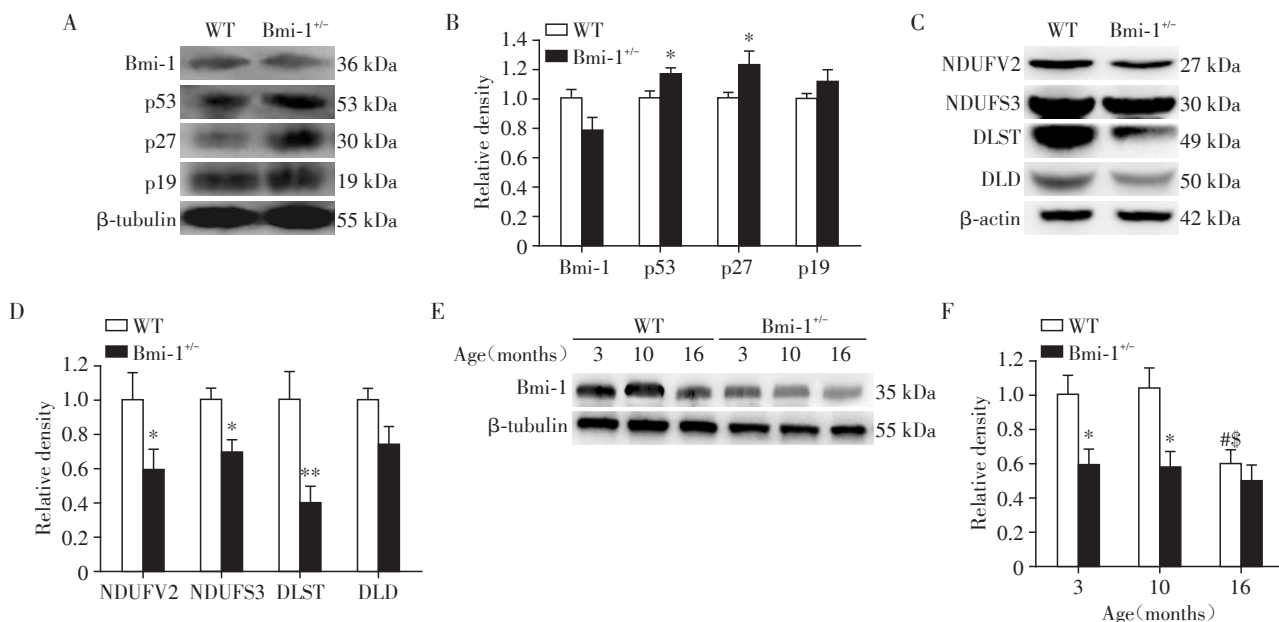 A
WT Bmi-1+/-
Bmi-1 36 kDa
p53 53 kDa
p27 30 kDa
p19 19 kDa
β-tubulin 55 kDa
B
WT
Bmi-1+/-
Relative density
1.4
1.2
1.0
0.8
0.6
0.4
0.2
0
* *
Bmi-1 p53 p27 p19
C
WT Bmi-1+/-
NDUFV2 27 kDa
NDUFS3 30 kDa
DLST 49 kDa
DLD 50 kDa
β-actin 42 kDa
D
WT
Bmi-1+/-
Relative density
1.2
1.0
0.8
0.6
0.4
0.2
0
* * **
NDUFV2 NDUFS3 DLST DLD
E
WT Bmi-1+/-
Age(months) 3 10 16 3 10 16
Bmi-1 35 kDa
β-tubulin 55 kDa
F
WT
Bmi-1+/-
Relative density
1.2
1.0
0.8
0.6
0.4
0.2
0
* * #$
3 10 16
Age(months)